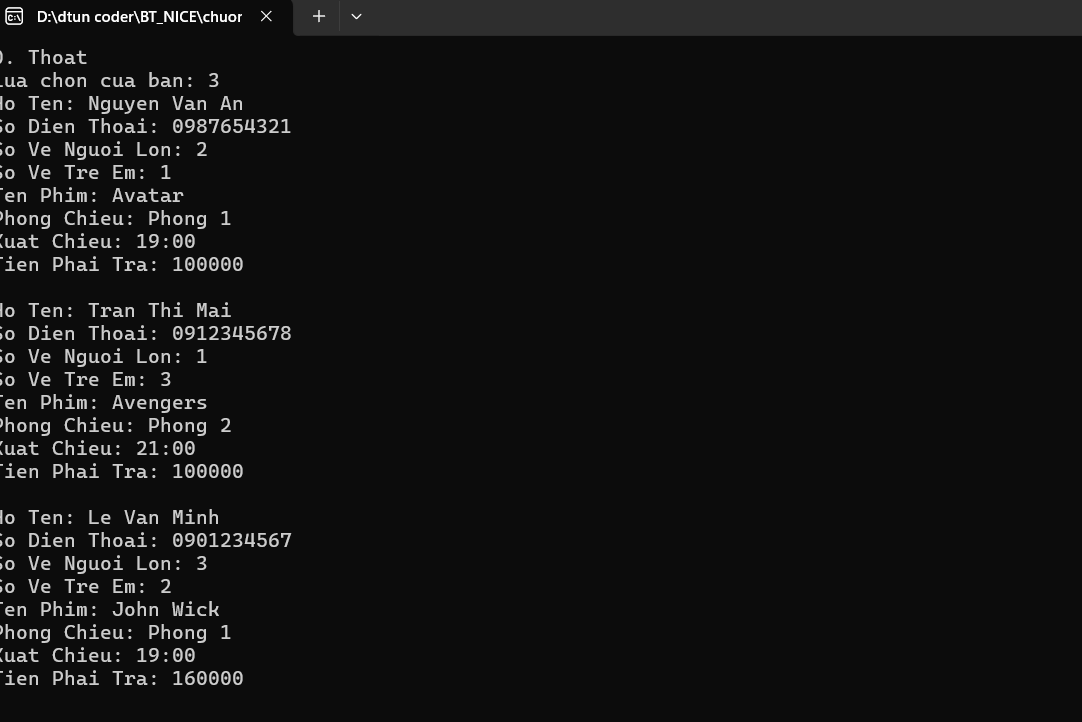 D:\dtun coder\BT_NICE\chuor
0. Thoat
Lua chon cua ban: 3
Ho Ten: Nguyen Van An
So Dien Thoai: 0987654321
So Ve Nguoi Lon: 2
So Ve Tre Em: 1
Ten Phim: Avatar
Phong Chieu: Phong 1
Xuat Chieu: 19:00
Tien Phai Tra: 100000
Ho Ten: Tran Thi Mai
So Dien Thoai: 0912345678
So Ve Nguoi Lon: 1
So Ve Tre Em: 3
Ten Phim: Avengers
Phong Chieu: Phong 2
Xuat Chieu: 21:00
Tien Phai Tra: 100000
Ho Ten: Le Van Minh
So Dien Thoai: 0901234567
So Ve Nguoi Lon: 3
So Ve Tre Em: 2
Ten Phim: John Wick
Phong Chieu: Phong 1
Xuat Chieu: 19:00
Tien Phai Tra: 160000